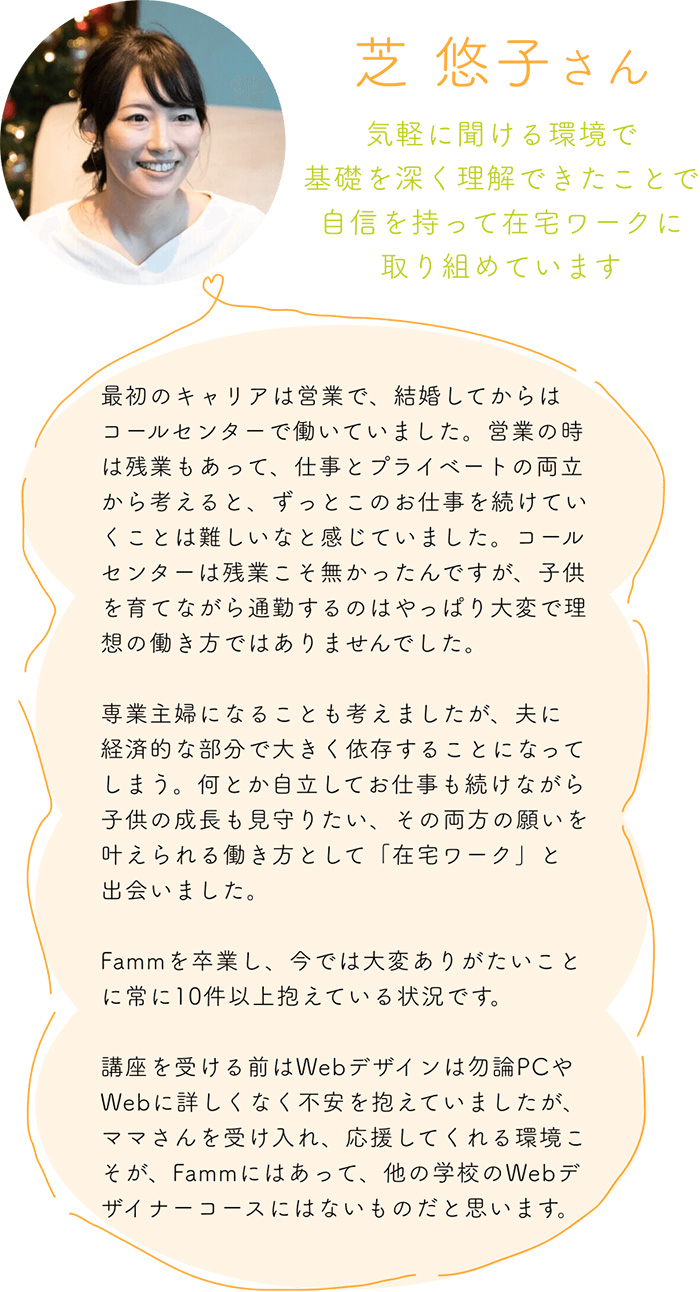 芝 悠子さん
気軽に聞ける環境で
基礎を深く理解できたことで
自信を持って在宅ワークに
取り組めています
最初のキャリアは営業で、結婚してからは
コールセンターで働いていました。営業の時
は残業もあって、仕事とプライベートの両立
から考えると、ずっとこのお仕事を続けてい
くことは難しいなと感じていました。コール
センターは残業こそ無かったんですが、子供
を育てながら通勤するのはやっぱり大変で理
想の働き方ではありませんでした。
専業主婦になることも考えましたが、夫に
経済的な部分で大きく依存することになって
しまう。何とか自立してお仕事も続けながら
子供の成長も見守りたい、その両方の願いを
叶えられる働き方として「在宅ワーク」と
出会いました。
Fammを卒業し、今では大変ありがたいこと
に常に10件以上抱えている状況です。
講座を受ける前はWebデザインは勿論PCや
Webに詳しくなく不安を抱えていましたが、
ママさんを受け入れ、応援してくれる環境こ
そが、Fammにはあって、他の学校のWebデ
ザイナーコースにはないものだと思います。